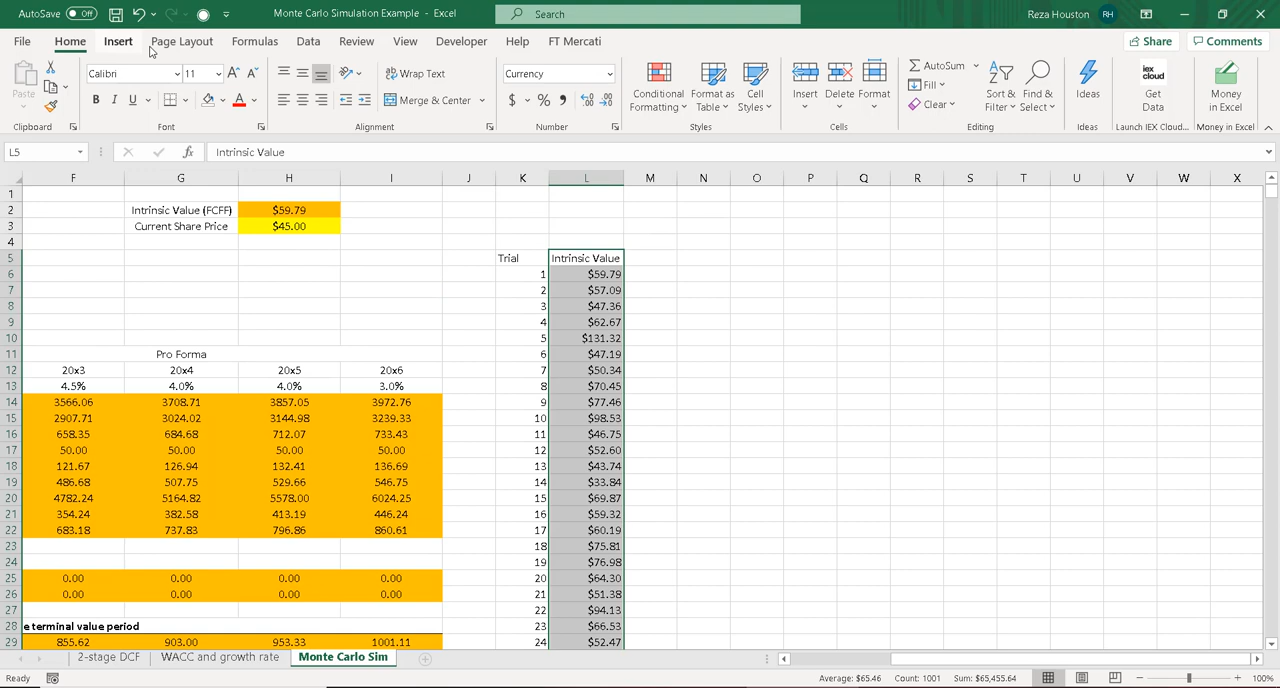 AutoSave Off Monte Carlo Simulation Example - Excel Search Reza Houston RH
File Home Insert Page Layout Formulas Data Review View Developer Help FT Mercati Share Comments
Paste Calibri 11 A A Wrap Text Currency Conditional Formatting Format as Table Cell Styles Insert Delete Format AutoSum Fill Clear Sort & Filter Find & Select Ideas Get Data Money in Excel
B I U A Merge & Center $ % ,
Clipboard Font Alignment Number Styles Cells Editing Ideas Launch IEX Cloud... Money in Excel
L5 fx Intrinsic Value
F G H I J K L M N O P Q R S T U V W X
1
2 Intrinsic Value (FCFF) $59.79
3 Current Share Price $45.00
4
5 Trial Intrinsic Value
6 1 $59.79
7 2 $57.09
8 3 $47.36
9 4 $62.67
10 5 $131.32
11 Pro Forma 6 $47.19
12 20x3 20x4 20x5 20x6 7 $50.34
13 4.5% 4.0% 4.0% 3.0% 8 $70.45
14 3566.06 3708.71 3857.05 3972.76 9 $77.46
15 2907.71 3024.02 3144.98 3239.33 10 $98.53
16 658.35 684.68 712.07 733.43 11 $46.75
17 50.00 50.00 50.00 50.00 12 $52.60
18 121.67 126.94 132.41 136.69 13 $43.74
19 486.68 507.75 529.66 546.75 14 $33.84
20 4782.24 5164.82 5578.00 6024.25 15 $69.87
21 354.24 382.58 413.19 446.24 16 $59.32
22 683.18 737.83 796.86 860.61 17 $60.19
23 18 $75.81
24 19 $76.98
25 0.00 0.00 0.00 0.00 20 $64.30
26 0.00 0.00 0.00 0.00 21 $51.38
27 22 $94.13
28 e terminal value period 23 $66.53
29 855.62 903.00 953.33 1001.11 24 $52.47
2-stage DCF WACC and growth rate Monte Carlo Sim
Ready Average: $65.46 Count: 1001 Sum: $65,455.64 100%